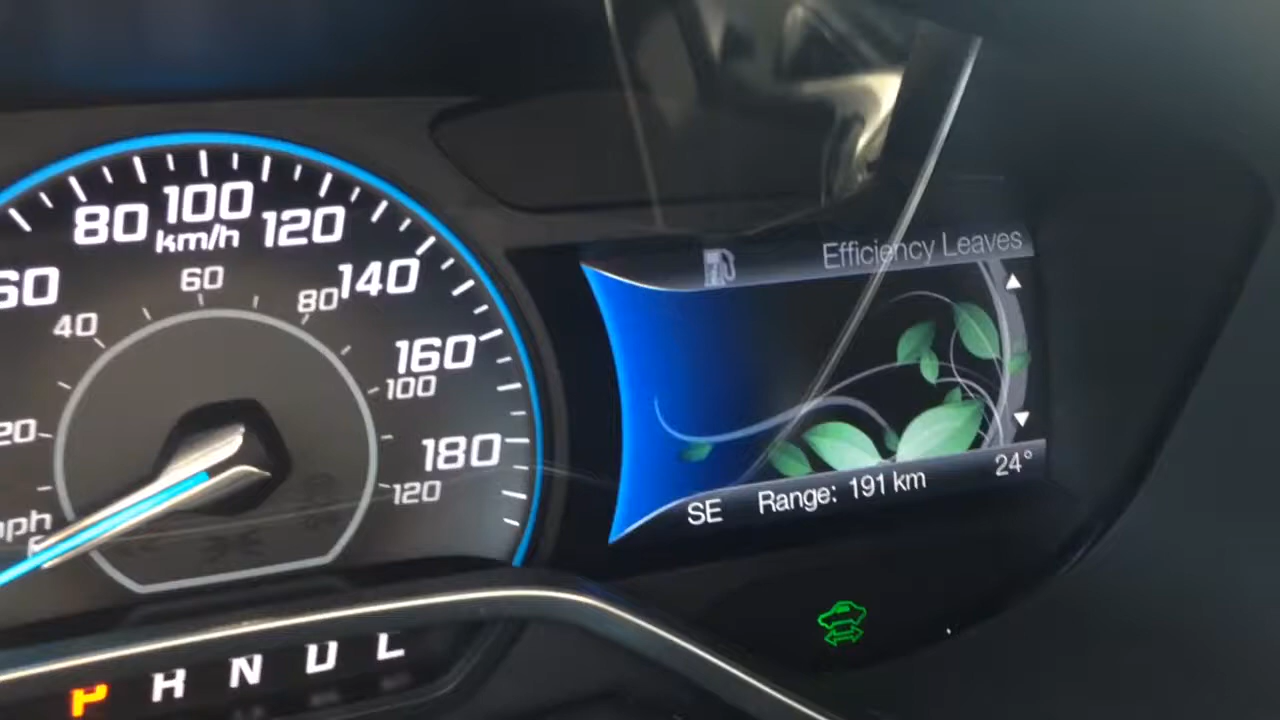 Efficiency Leaves
80 100 120
km/h
60 140
60
40 80
160
100
20
180
120
mph
SE Range: 191 km 24°
P R N D L